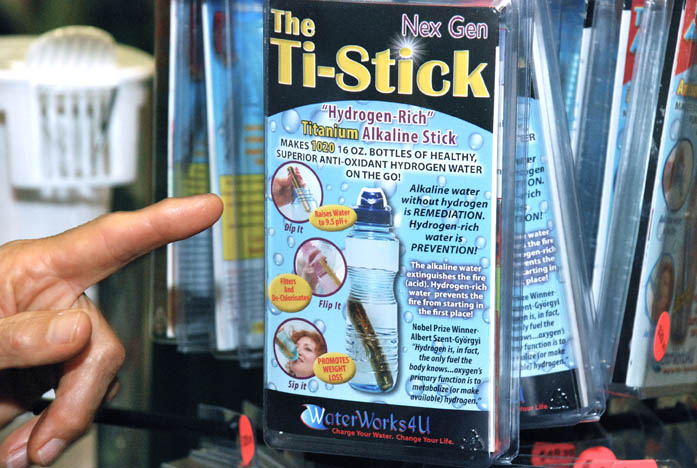 The
Nex Gen
Ti-Stick
"Hydrogen-Rich"
Titanium Alkaline Stick
MAKES 1020 16 OZ. BOTTLES OF HEALTHY,
SUPERIOR ANTI-OXIDANT HYDROGEN WATER
ON THE GO!
Dip It
Raises Water
to 9.5 pH+
Filters
And
De-Chlorinates
Flip It
PROMOTES
WEIGHT
LOSS
Sip it
Alkaline water
without hydrogen
is REMEDIATION.
Hydrogen-rich
water is
PREVENTION!
The alkaline water
extinguishes the fire
(acid). Hydrogen-rich
water prevents the
fire from starting in
the first place!
Nobel Prize Winner-
Albert Szent-Györgyi
"Hydrogen is, in fact,
the only fuel the
body knows...oxygen's
primary function is to
metabolize (or make
available) hydrogen."
WaterWorks4U
Charge Your Water. Change Your Life.